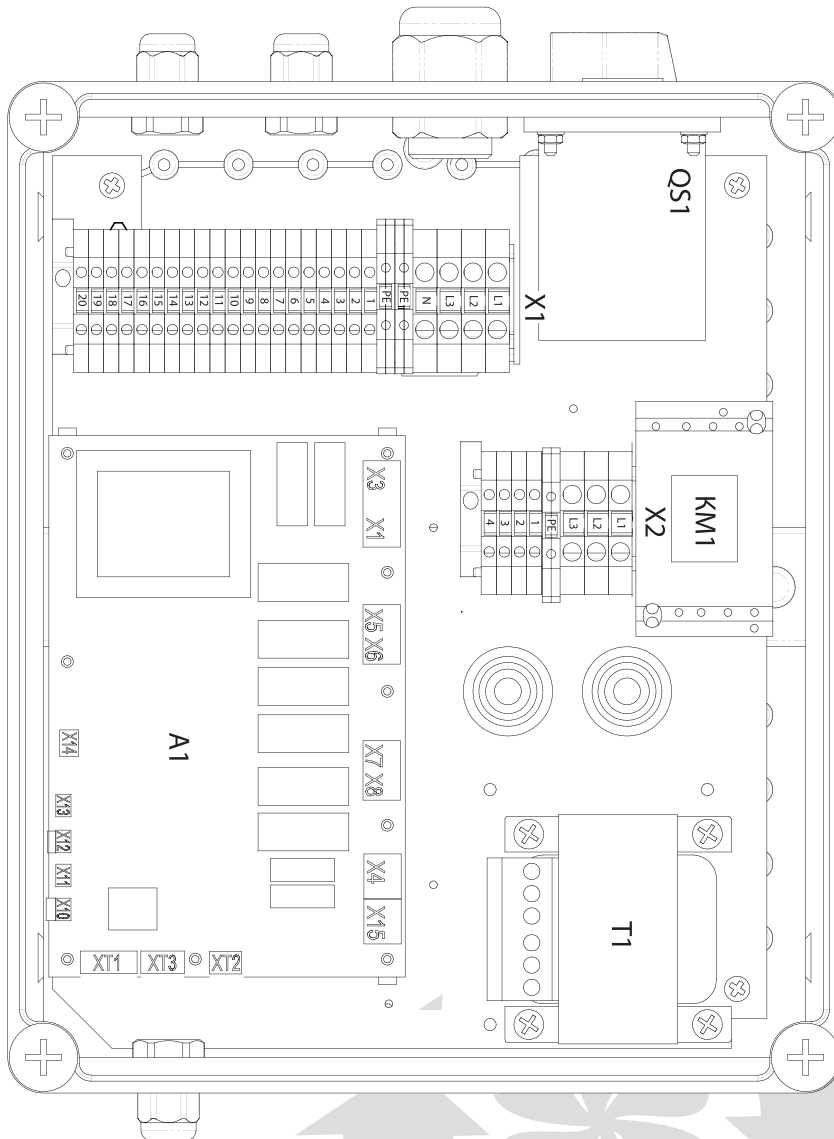 QS1
X1
20 19 18 17 16 15 14 13 12 11 10 9 8 7 6 5 4 3 2 1 PE PE N L3 L2 L1
X3 X1
4 3 2 1 PE L3 L2 L1
X2
KM1
X5 X6
A1
X14
X7 X8
X13
X12
X11
X10
X4
X15
T1
XT1 XT3 XT2